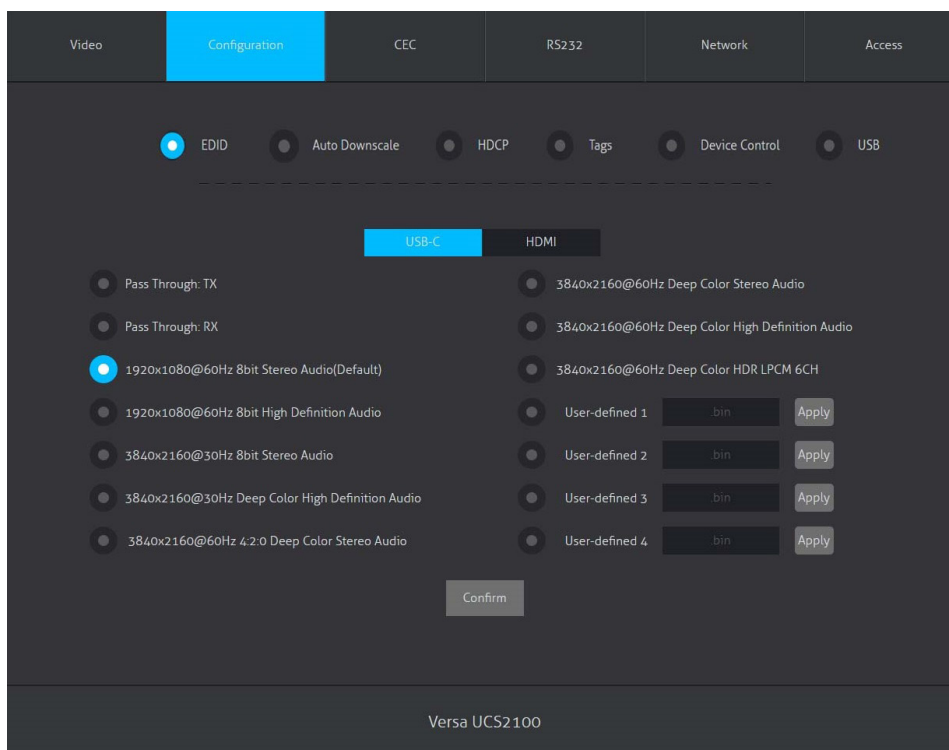 Video Configuration CEC RS232 Network Access
EDID Auto Downscale HDCP Tags Device Control USB
USB-C HDMI
Pass Through: TX
Pass Through: RX
1920x1080@60Hz 8bit Stereo Audio(Default)
1920x1080@60Hz 8bit High Definition Audio
3840x2160@30Hz 8bit Stereo Audio
3840x2160@30Hz Deep Color High Definition Audio
3840x2160@60Hz 4:2:0 Deep Color Stereo Audio
3840x2160@60Hz Deep Color Stereo Audio
3840x2160@60Hz Deep Color High Definition Audio
3840x2160@60Hz Deep Color HDR LPCM 6CH
User-defined 1 .bin Apply
User-defined 2 .bin Apply
User-defined 3 .bin Apply
User-defined 4 .bin Apply
Confirm
Versa UCS2100